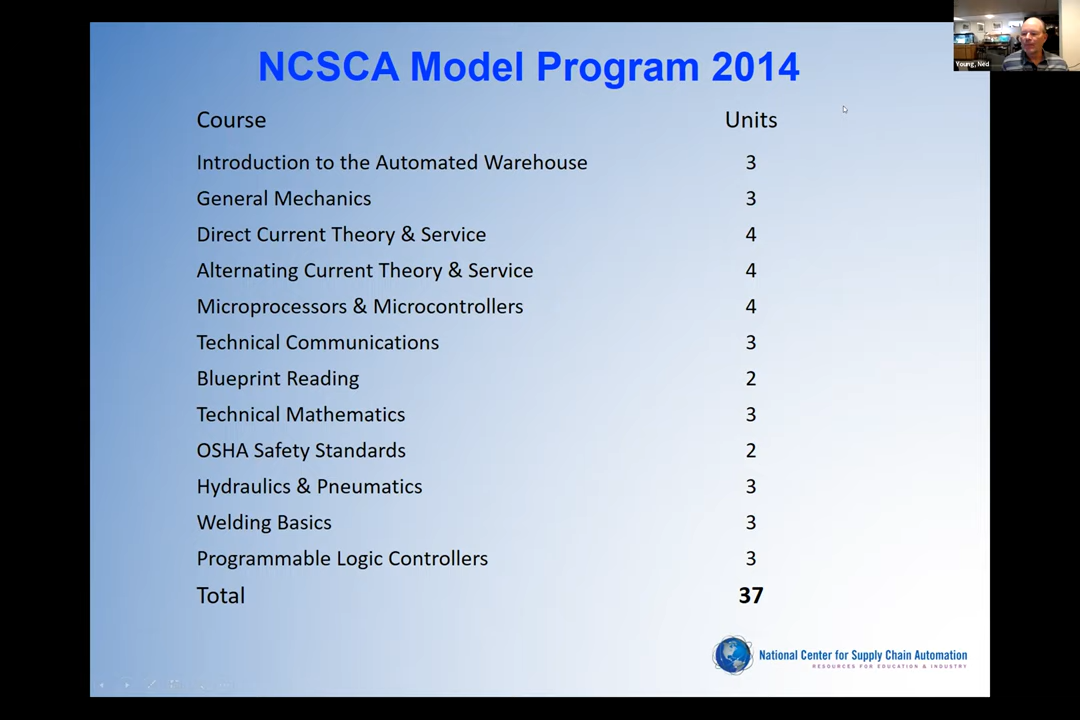 NCSCA Model Program 2014
Young, Ned
Course Units
Introduction to the Automated Warehouse 3
General Mechanics 3
Direct Current Theory & Service 4
Alternating Current Theory & Service 4
Microprocessors & Microcontrollers 4
Technical Communications 3
Blueprint Reading 2
Technical Mathematics 3
OSHA Safety Standards 2
Hydraulics & Pneumatics 3
Welding Basics 3
Programmable Logic Controllers 3
Total 37
National Center for Supply Chain Automation
RESOURCES FOR EDUCATION & INDUSTRY